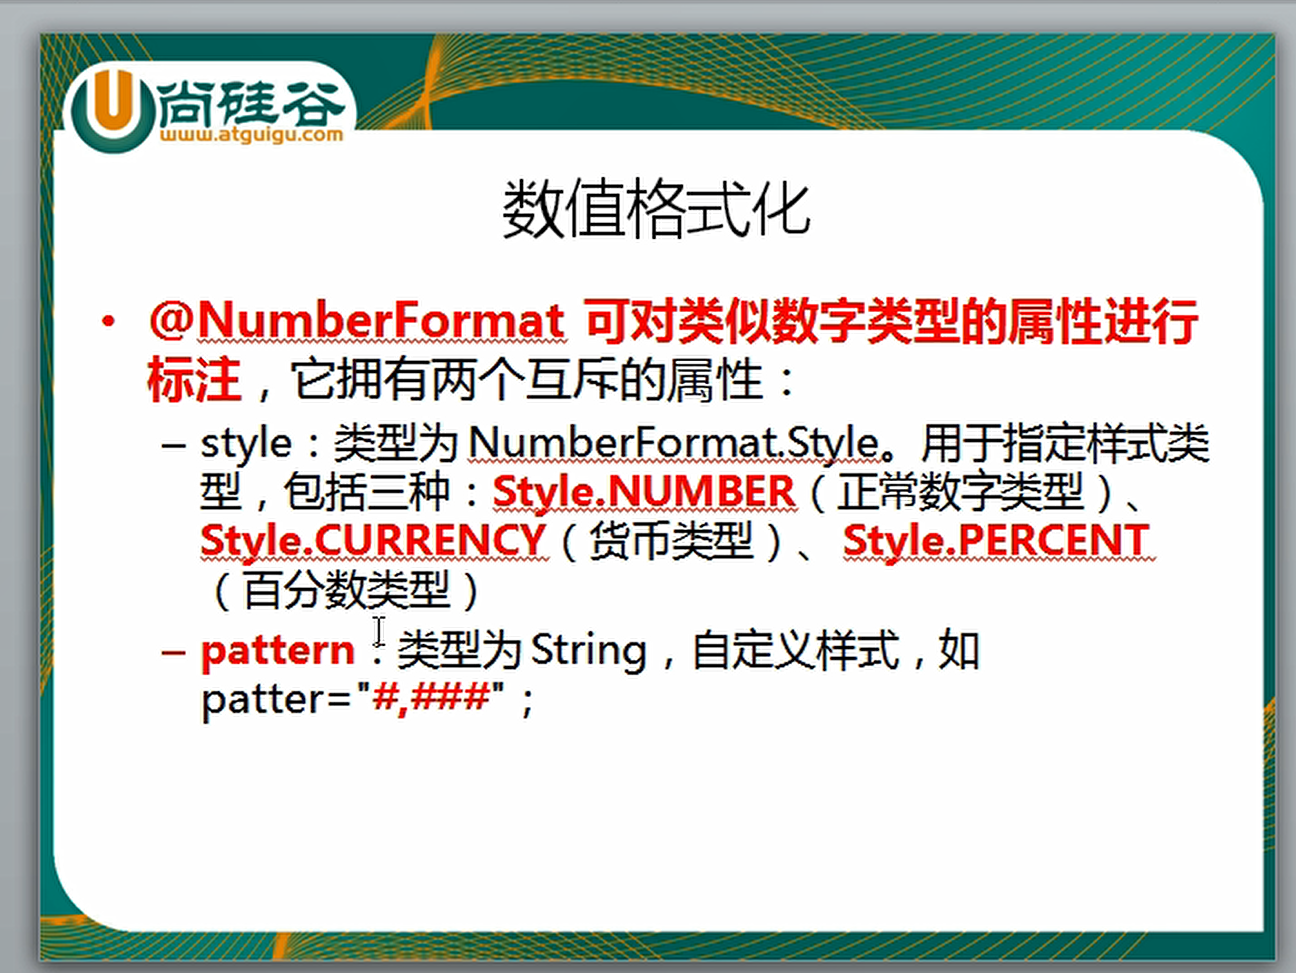 尚硅谷
www.atguigu.com
数值格式化
• @NumberFormat 可对类似数字类型的属性进行
标注，它拥有两个互斥的属性：
– style：类型为 NumberFormat.Style。用于指定样式类
型，包括三种：Style.NUMBER（正常数字类型）、
Style.CURRENCY（货币类型）、 Style.PERCENT
（百分数类型）
– pattern：类型为 String，自定义样式，如
patter="#,###"；